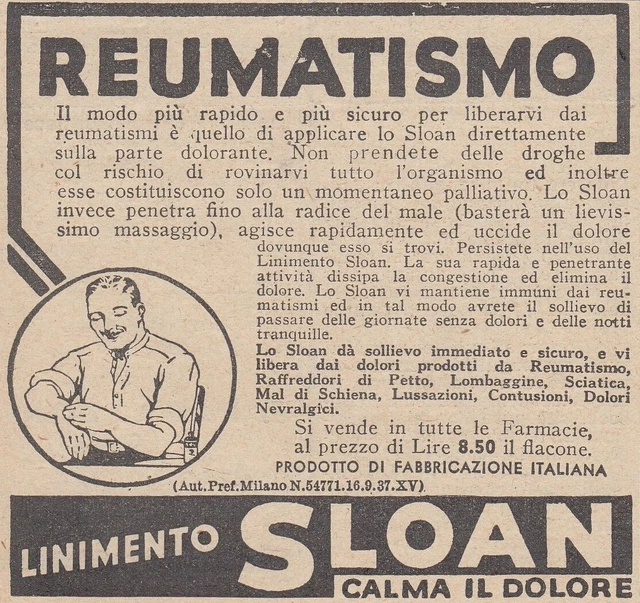 REUMATISMO
Il modo più rapido e più sicuro per liberarvi dai
reumatismi è quello di applicare lo Sloan direttamente
sulla parte dolorante. Non prendete delle droghe
col rischio di rovinarvi tutto l'organismo ed inoltre
esse costituiscono solo un momentaneo palliativo. Lo Sloan
invece penetra fino alla radice del male (basterà un lievis-
simo massaggio), agisce rapidamente ed uccide il dolore
dovunque esso si trovi. Persistete nell'uso del
Linimento Sloan. La sua rapida e penetrante
attività dissipa la congestione ed elimina il
dolore. Lo Sloan vi mantiene immuni dai reu-
matismi ed in tal modo avrete il sollievo di
passare delle giornate senza dolori e delle notti
tranquille.
Lo Sloan dà sollievo immediato e sicuro, e vi
libera dai dolori prodotti da Reumatismo,
Raffreddori di Petto, Lombaggine, Sciatica,
Mal di Schiena, Lussazioni, Contusioni, Dolori
Nevralgici.
Si vende in tutte le Farmacie,
al prezzo di Lire 8.50 il flacone.
PRODOTTO DI FABBRICAZIONE ITALIANA
(Aut.Pref.Milano N.54771.16.9.37.XV)
LINIMENTO SLOAN
CALMA IL DOLORE